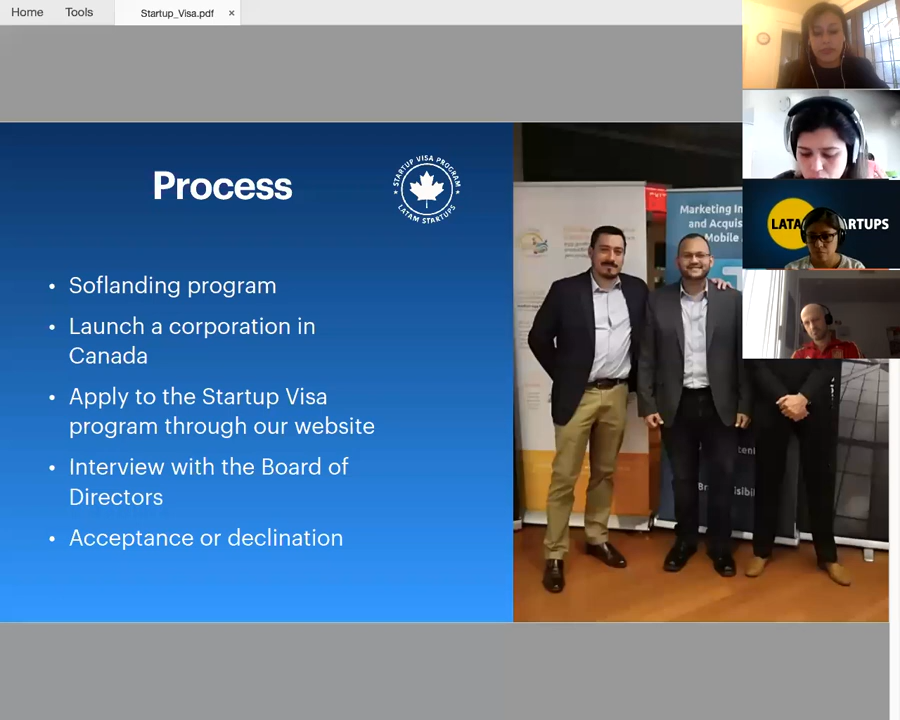 Home Tools Startup_Visa.pdf ×
Process
STARTUP VISA PROGRAM
LATAM STARTUPS
• Soflanding program
• Launch a corporation in
Canada
• Apply to the Startup Visa
program through our website
• Interview with the Board of
Directors
• Acceptance or declination
Marketing In
and Acquis
Mobile
LATA RTUPS